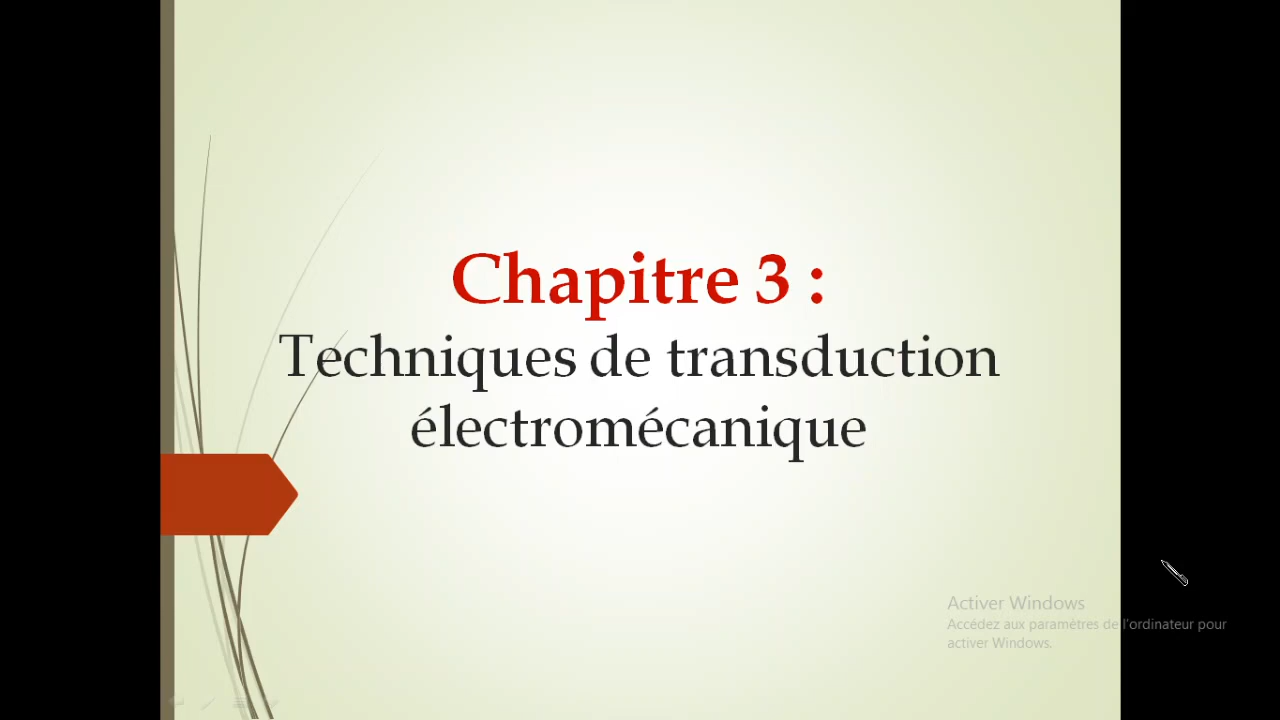 Chapitre 3 :
Techniques de transduction
électromécanique
Activer Windows
Accédez aux paramètres de l'ordinateur pour
activer Windows.